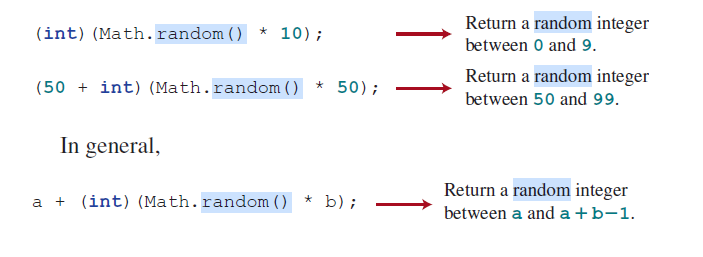 (int)(Math.random() * 10);
Return a random integer
between 0 and 9.
(50 + int)(Math.random() * 50);
Return a random integer
between 50 and 99.
In general,
a + (int)(Math.random() * b);
Return a random integer
between a and a+b−1.